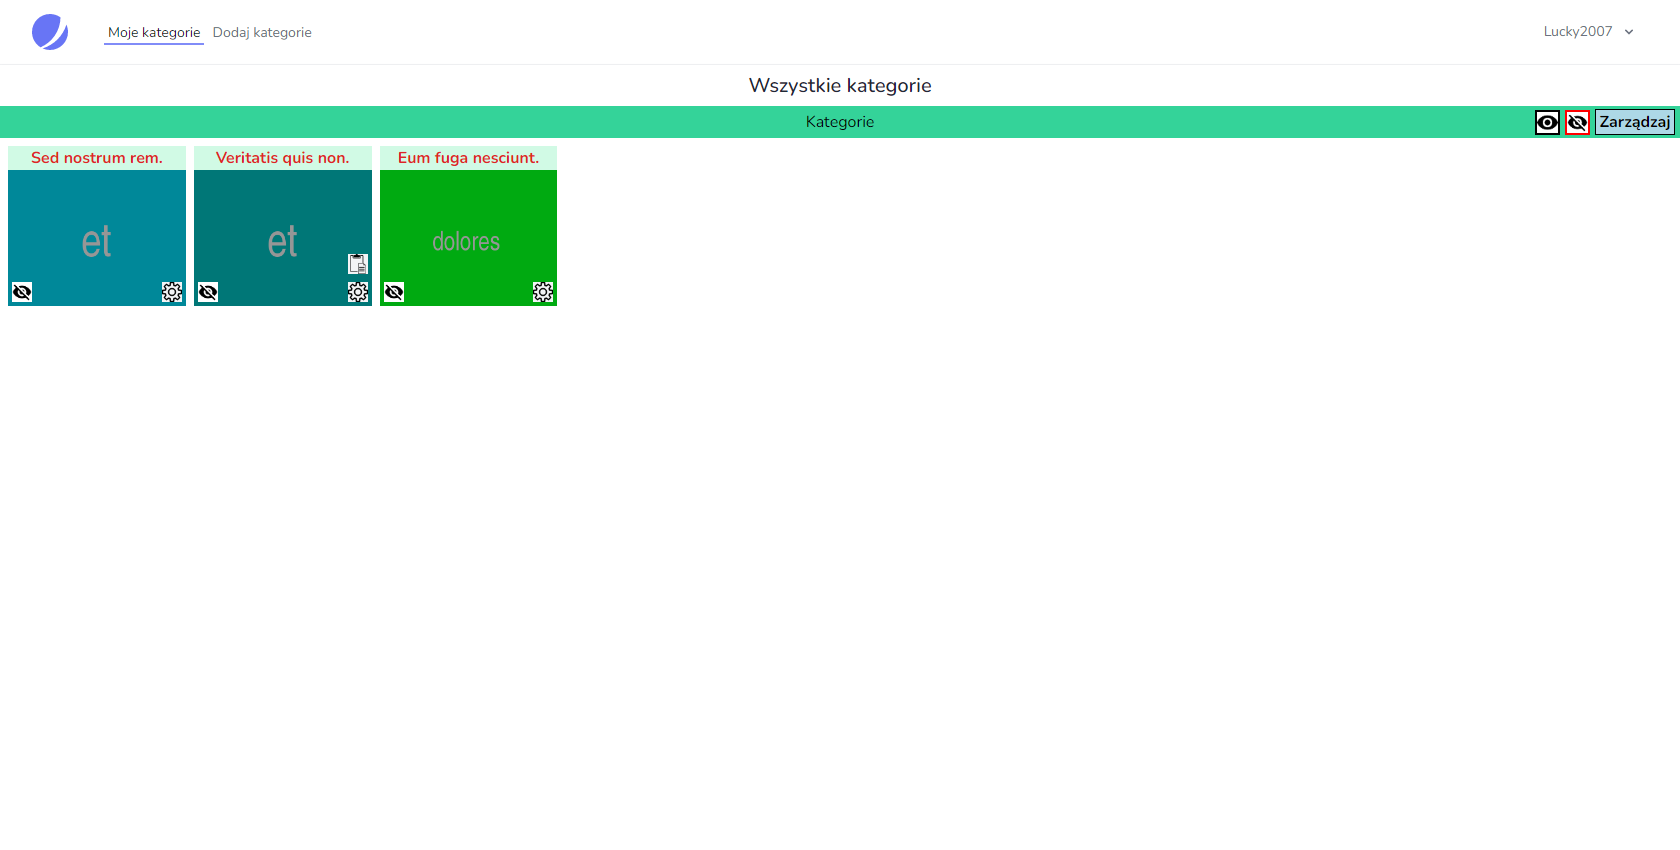 Moje kategorie Dodaj kategorie Lucky2007
Wszystkie kategorie
Kategorie Zarządzaj
Sed nostrum rem. Veritatis quis non. Eum fuga nesciunt.
et et dolores